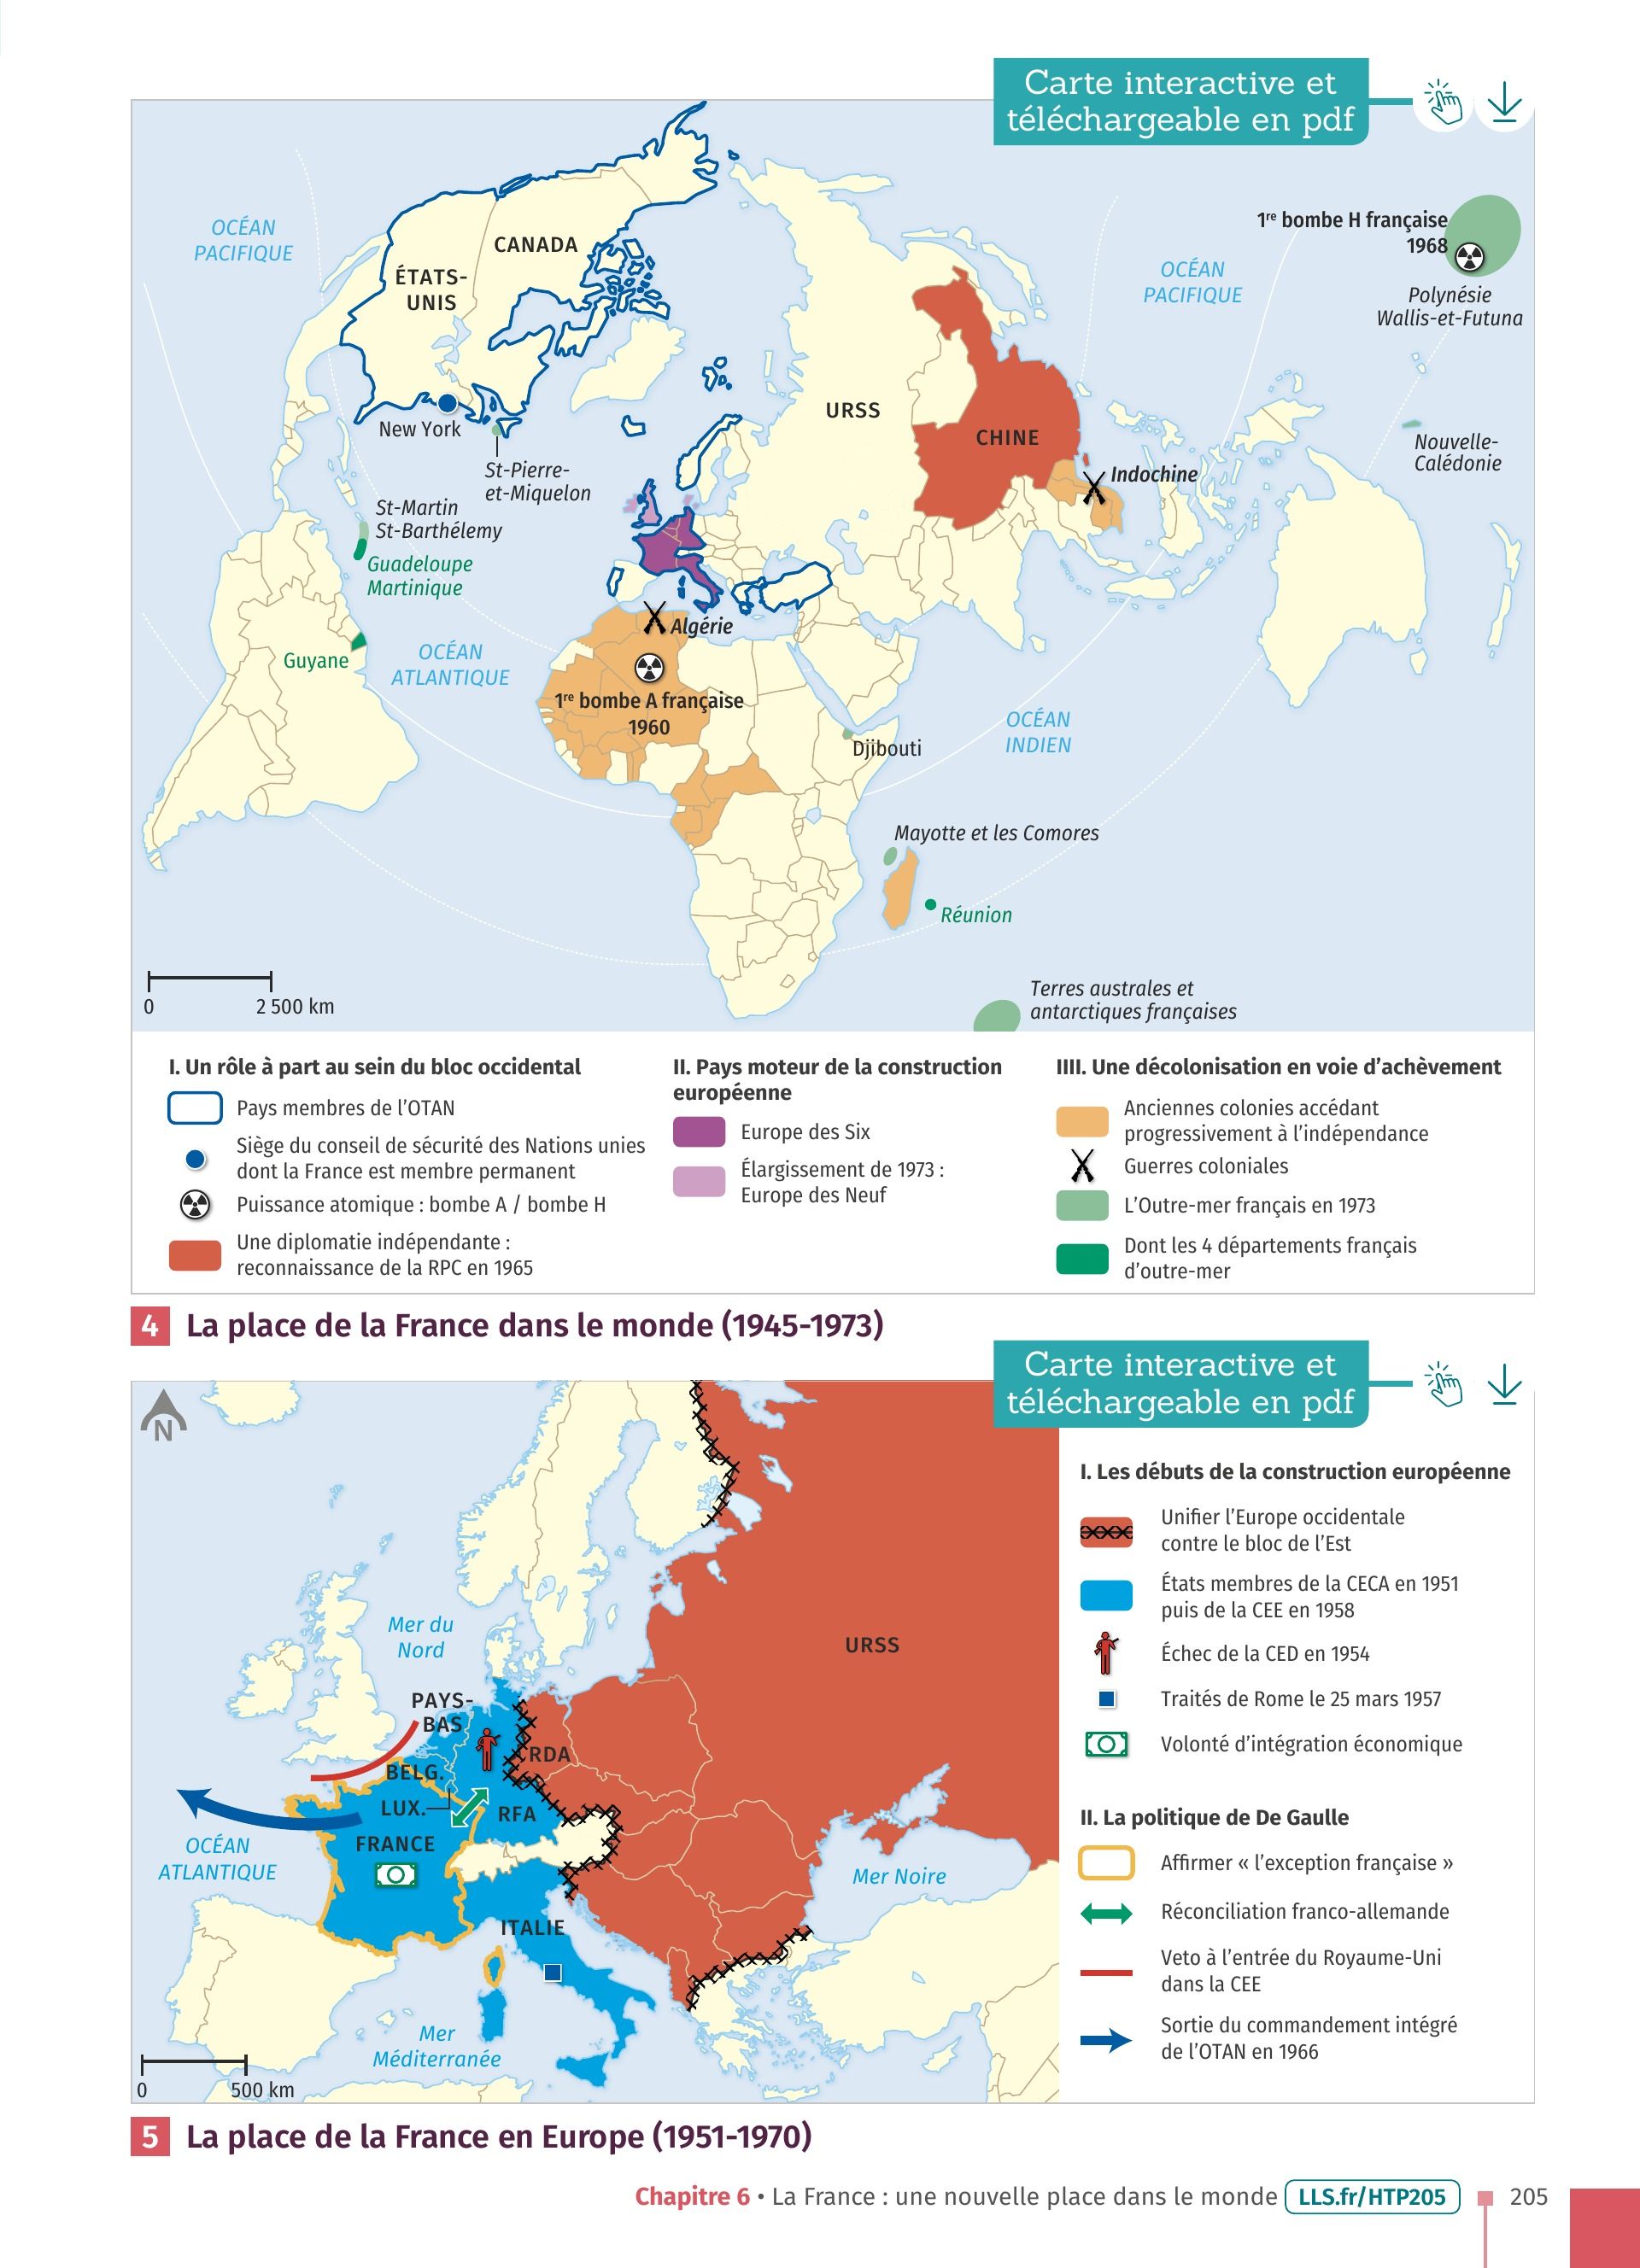 Carte interactive et
téléchargeable en pdf
OCÉAN
PACIFIQUE
CANADA
ÉTATS-
UNIS
1re bombe H française
1968
OCÉAN
PACIFIQUE
Polynésie
Wallis-et-Futuna
URSS
New York
CHINE
Nouvelle-
Calédonie
St-Pierre-
et-Miquelon
Indochine
St-Martin
St-Barthélemy
Guadeloupe
Martinique
Algérie
Guyane
OCÉAN
ATLANTIQUE
1re bombe A française
1960
OCÉAN
INDIEN
Djibouti
Mayotte et les Comores
Réunion
Terres australes et
antarctiques françaises
0 2 500 km
I. Un rôle à part au sein du bloc occidental
Pays membres de l'OTAN
Siège du conseil de sécurité des Nations unies
dont la France est membre permanent
Puissance atomique : bombe A / bombe H
Une diplomatie indépendante :
reconnaissance de la RPC en 1965
II. Pays moteur de la construction
européenne
Europe des Six
Élargissement de 1973 :
Europe des Neuf
IIII. Une décolonisation en voie d'achèvement
Anciennes colonies accédant
progressivement à l'indépendance
Guerres coloniales
L'Outre-mer français en 1973
Dont les 4 départements français
d'outre-mer
4 La place de la France dans le monde (1945-1973)
Carte interactive et
téléchargeable en pdf
N
Mer du
Nord
URSS
PAYS-
BAS
RDA
BELG.
LUX.
RFA
FRANCE
OCÉAN
ATLANTIQUE
Mer Noire
ITALIE
Mer
Méditerranée
0 500 km
I. Les débuts de la construction européenne
Unifier l'Europe occidentale
contre le bloc de l'Est
États membres de la CECA en 1951
puis de la CEE en 1958
Échec de la CED en 1954
Traités de Rome le 25 mars 1957
Volonté d'intégration économique
II. La politique de De Gaulle
Affirmer « l'exception française »
Réconciliation franco-allemande
Veto à l'entrée du Royaume-Uni
dans la CEE
Sortie du commandement intégré
de l'OTAN en 1966
5 La place de la France en Europe (1951-1970)
Chapitre 6 • La France : une nouvelle place dans le monde LLS.fr/HTP205 205